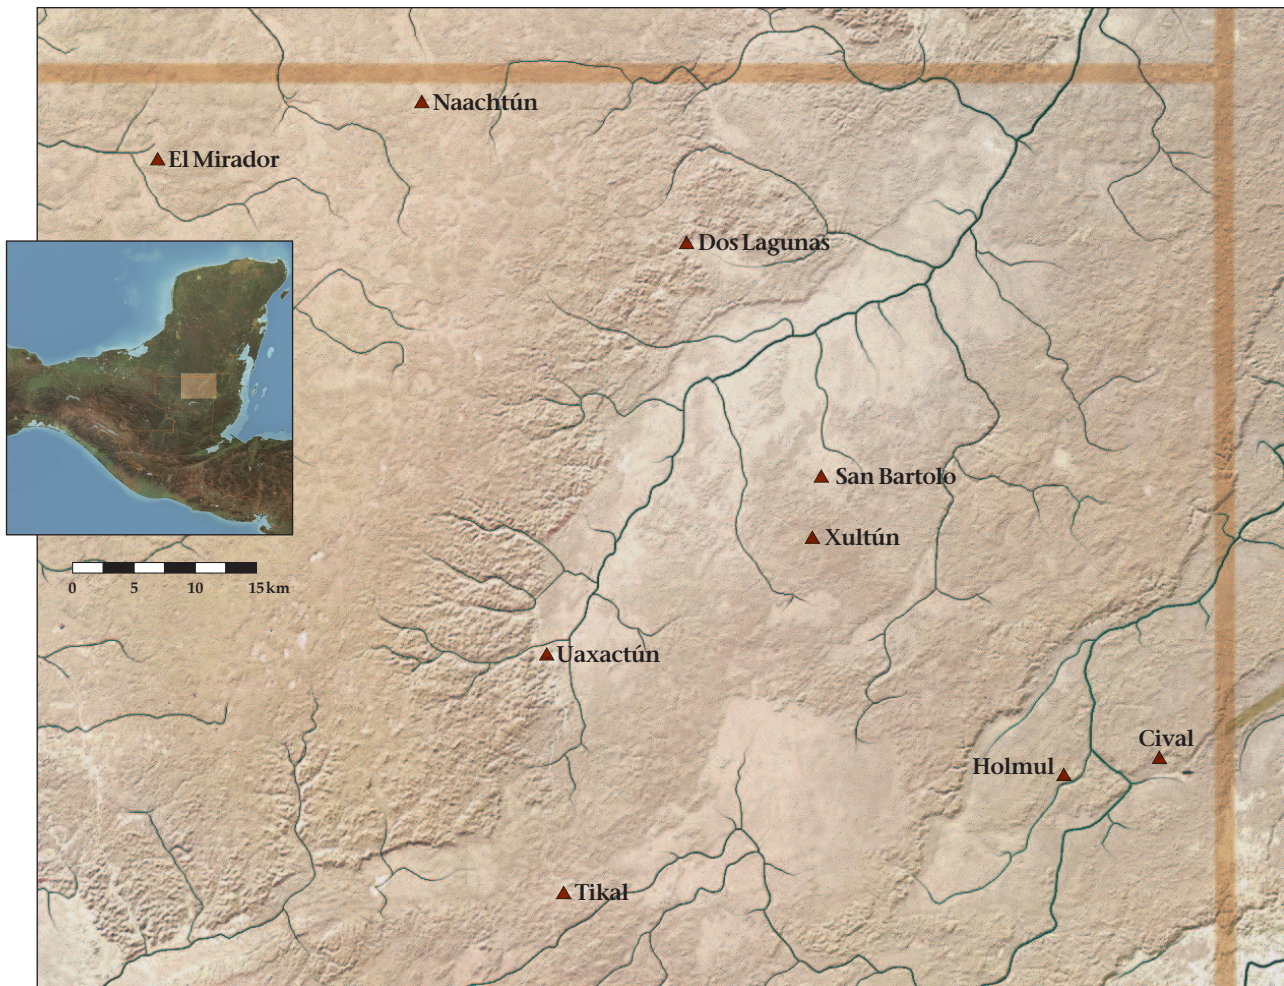 Naachtún
El Mirador
Dos Lagunas
San Bartolo
Xultún
0 5 10 15 km
Uaxactún
Cival
Holmul
Tikal